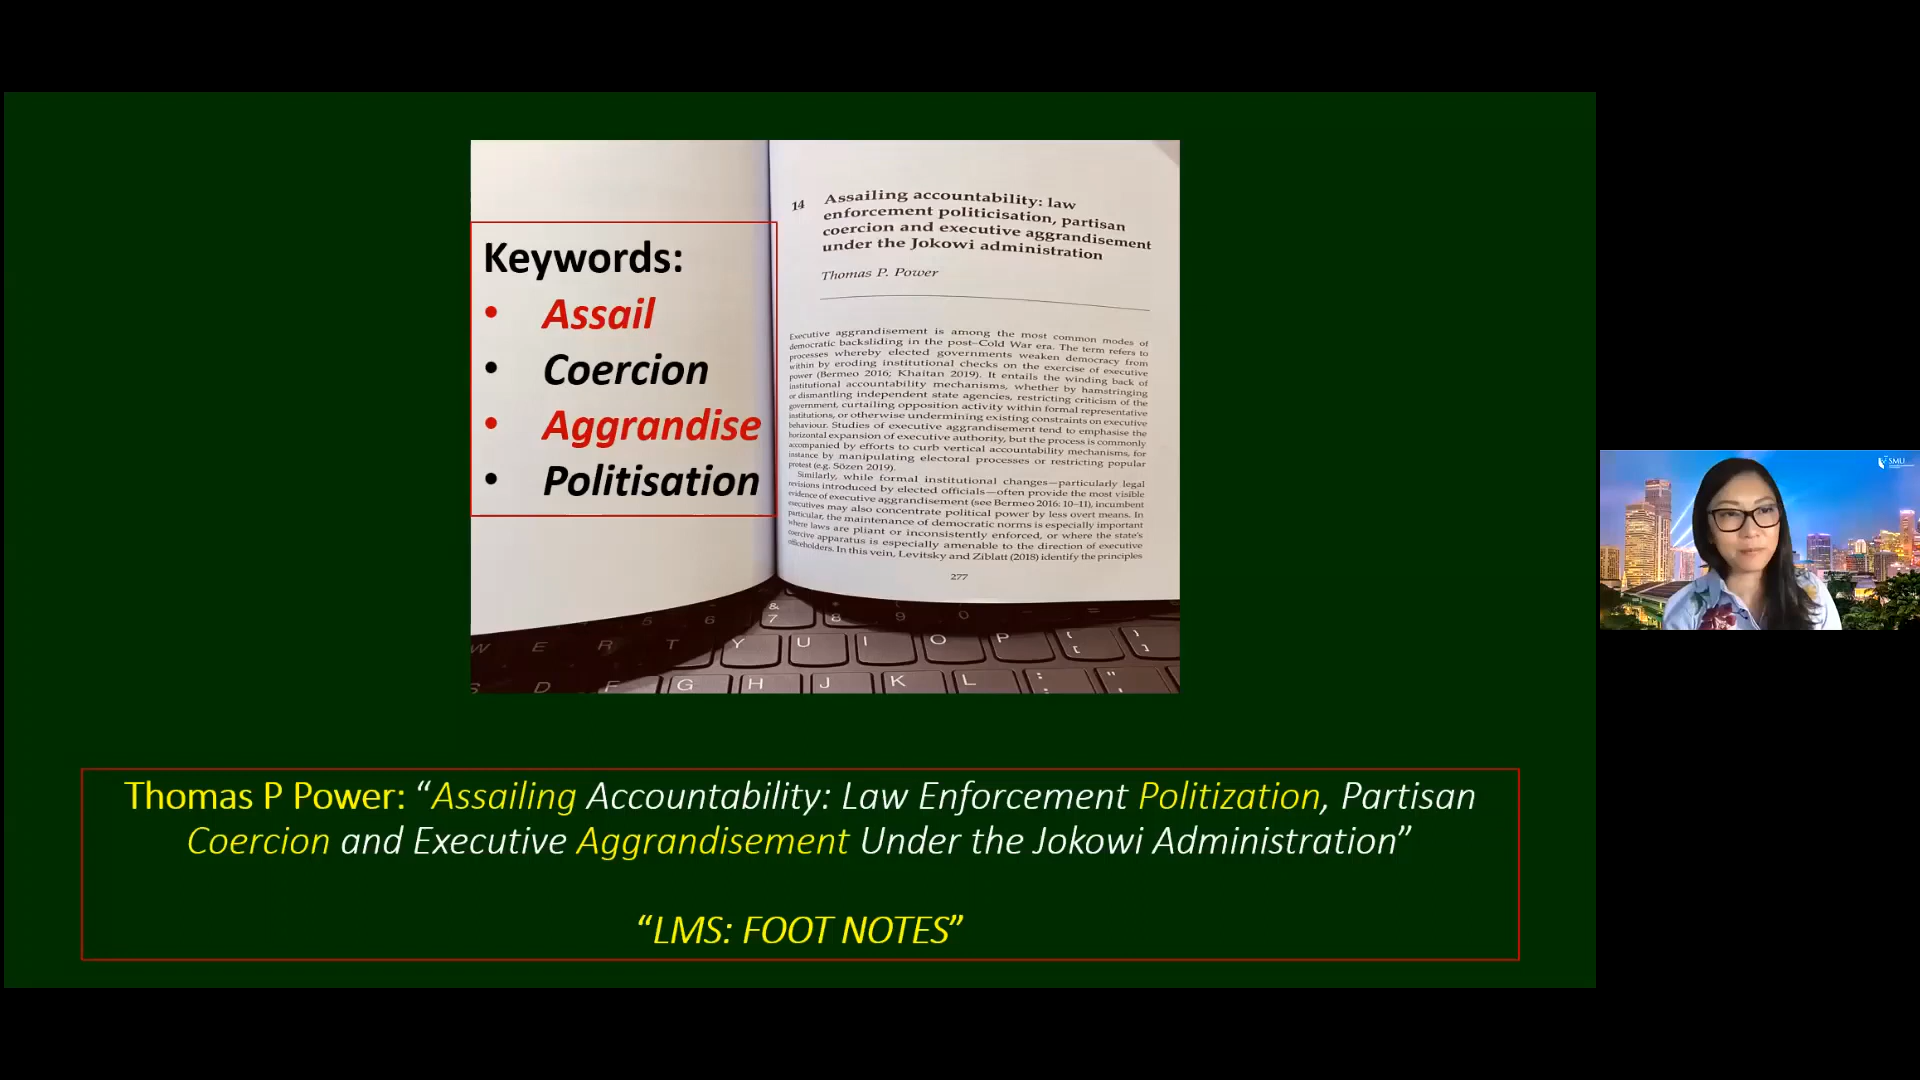 Keywords:
• Assail
• Coercion
• Aggrandise
• Politisation
14 Assailing accountability: law
enforcement politicisation, partisan
coercion and executive aggrandisement
under the Jokowi administration
Thomas P. Power
Executive aggrandisement is among the most common modes of
democratic backsliding in the post–Cold War era. The term refers to
processes whereby elected governments weaken democracy from
within by eroding institutional checks on the exercise of executive
power (Bermeo 2016; Khaitan 2019). It entails the winding back of
institutional accountability mechanisms, whether by hamstringing
or dismantling independent state agencies, restricting criticism of the
government, curtailing opposition activity within formal representative
institutions, or otherwise undermining existing constraints on executive
behaviour. Studies of executive aggrandisement tend to emphasise the
horizontal expansion of executive authority, but the process is commonly
accompanied by efforts to curb vertical accountability mechanisms, for
instance by manipulating electoral processes or restricting popular
protest (e.g. Sözen 2019).
Similarly, while formal institutional changes—particularly legal
revisions introduced by elected officials—often provide the most visible
evidence of executive aggrandisement (see Bermeo 2016: 10–11), incumbent
executives may also concentrate political power by less overt means. In
particular, the maintenance of democratic norms is especially important
where laws are pliant or inconsistently enforced, or where the state's
coercive apparatus is especially amenable to the direction of executive
officeholders. In this vein, Levitsky and Ziblatt (2018) identify the principles
277
&
5 6 7 8 9 0 =
W E R T Y U I O P { [ } ]
S D F G H J K L : ; "
Thomas P Power: “Assailing Accountability: Law Enforcement Politization, Partisan
Coercion and Executive Aggrandisement Under the Jokowi Administration”
“LMS: FOOT NOTES”
SMU